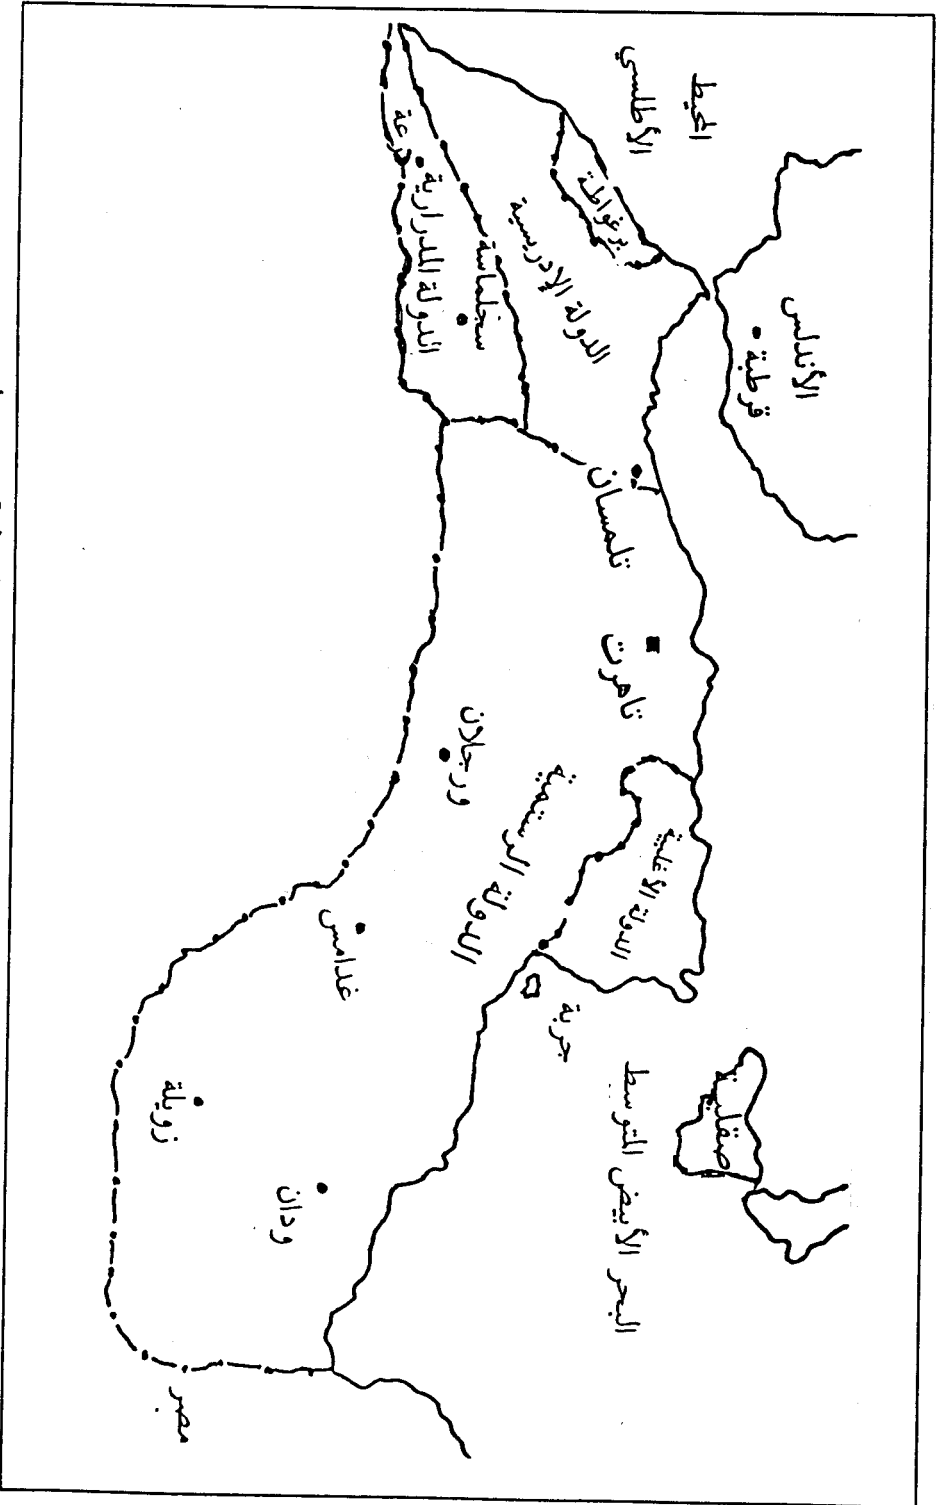 المحيط
الأطلسي
الأندلس
قرطبة
برغواطة
الدولة الإدريسية
سجلماسة
الدولة المدرارية
درعة
تلمسان
تاهرت
ورجلان
الدولة الرستمية
الدولة الأغلبية
جربة
صقلية
البحر الأبيض المتوسط
غدامس
زويلة
ودان
مصر